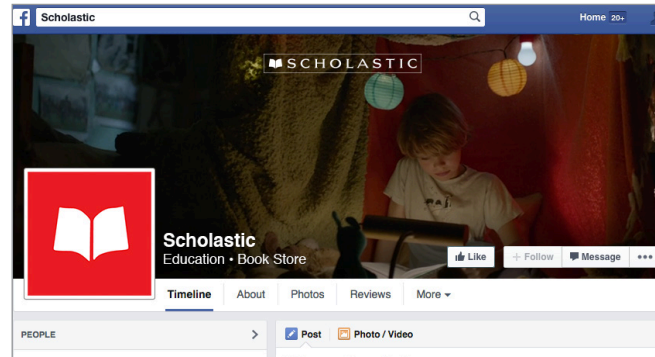 Scholastic
Home 20+
SCHOLASTIC
Scholastic
Education • Book Store
Like
+ Follow
Message
Timeline
About
Photos
Reviews
More
PEOPLE
Post
Photo / Video